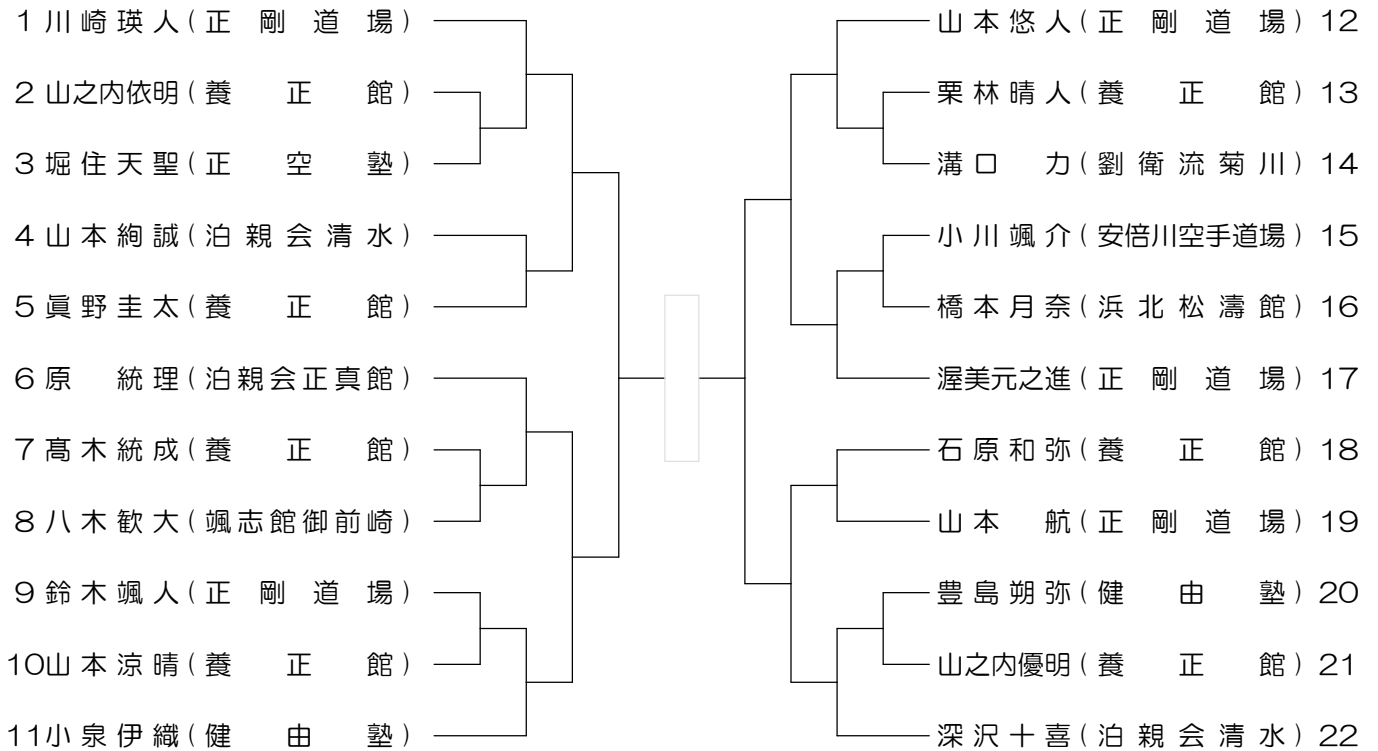 1 川崎瑛人(正剛道場)
2 山之内依明(養正館)
3 堀住天聖(正空塾)
4 山本絢誠(泊親会清水)
5 眞野圭太(養正館)
6 原 統理(泊親会正真館)
7 髙木統成(養正館)
8 八木歓大(颯志館御前崎)
9 鈴木颯人(正剛道場)
10 山本涼晴(養正館)
11 小泉伊織(健由塾)
山本悠人(正剛道場) 12
栗林晴人(養正館) 13
溝口 力(劉衛流菊川) 14
小川颯介(安倍川空手道場) 15
橋本月奈(浜北松濤館) 16
渥美元之進(正剛道場) 17
石原和弥(養正館) 18
山本 航(正剛道場) 19
豊島朔弥(健由塾) 20
山之内優明(養正館) 21
深沢十喜(泊親会清水) 22